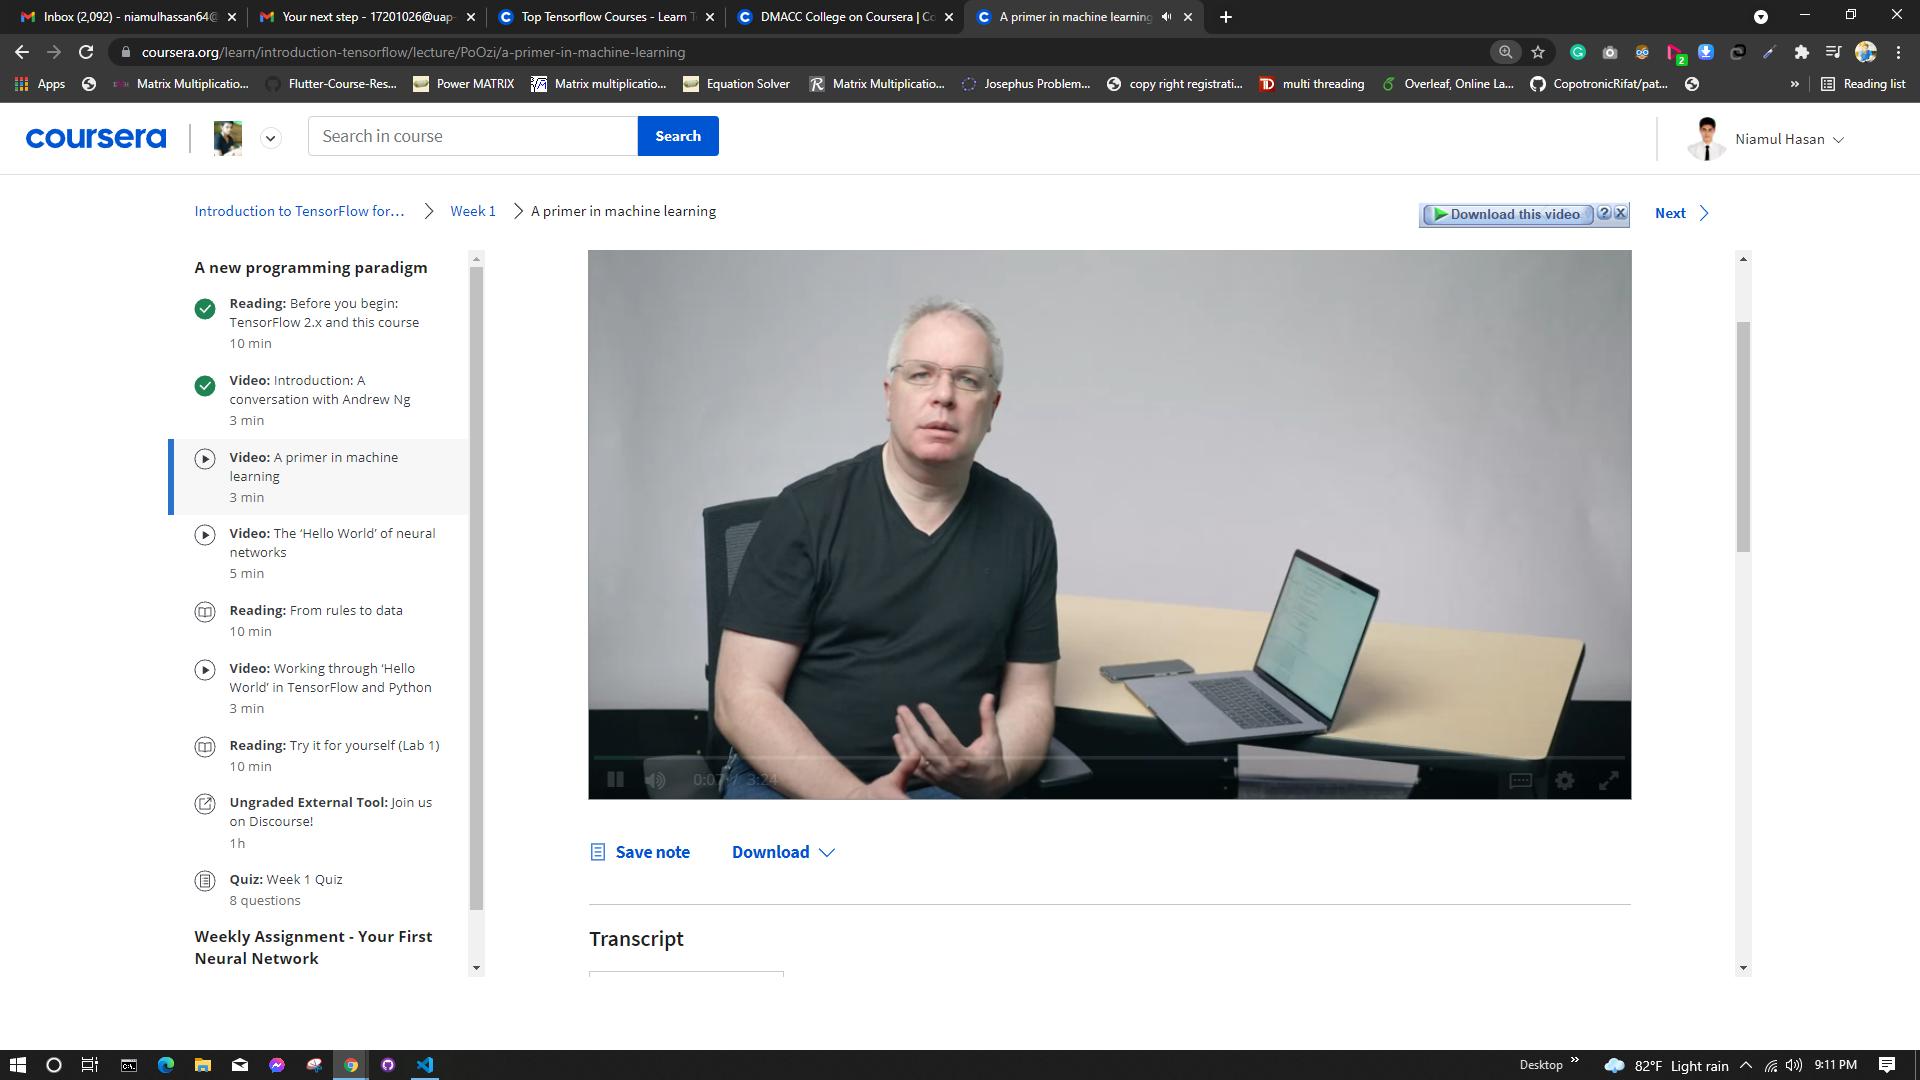 Inbox (2,092) - niamulhassan64@
Your next step - 17201026@uap-
Top Tensorflow Courses - Learn T
DMACC College on Coursera | Co
A primer in machine learning
coursera.org/learn/introduction-tensorflow/lecture/PoOzi/a-primer-in-machine-learning
2
Apps
Matrix Multiplicatio...
Flutter-Course-Res...
Power MATRIX
Matrix multiplicatio...
Equation Solver
Matrix Multiplicatio...
Josephus Problem...
copy right registrati...
multi threading
Overleaf, Online La...
CopotronicRifat/pat...
»
Reading list
coursera
Search in course
Search
Niamul Hasan
Introduction to TensorFlow for...
Week 1
A primer in machine learning
Download this video
Next
A new programming paradigm
Reading: Before you begin:
TensorFlow 2.x and this course
10 min
Video: Introduction: A
conversation with Andrew Ng
3 min
Video: A primer in machine
learning
3 min
Video: The ‘Hello World’ of neural
networks
5 min
Reading: From rules to data
10 min
Video: Working through ‘Hello
World’ in TensorFlow and Python
3 min
Reading: Try it for yourself (Lab 1)
10 min
Ungraded External Tool: Join us
on Discourse!
1h
Quiz: Week 1 Quiz
8 questions
Weekly Assignment - Your First
Neural Network
0:07 / 3:24
Save note
Download
Transcript
Desktop
»
82°F Light rain
9:11 PM